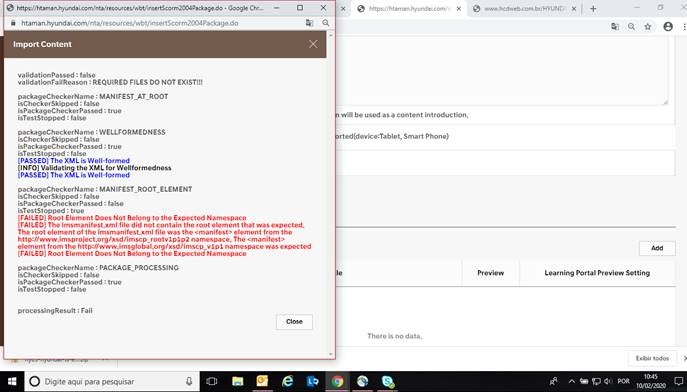 https://htaman.hyundai.com/nta/resources/wbt/insertScorm2004Package.do - Google Chr...
htaman.hyundai.com/nta/resources/wbt/insertScorm2004Package.do
Import Content
validationPassed : false
validationFailReason : REQUIRED FILES DO NOT EXIST!!!
packageCheckerName : MANIFEST_AT_ROOT
isCheckerSkipped : false
isPackageCheckerPassed : true
isTestStopped : false
packageCheckerName : WELLFORMEDNESS
isCheckerSkipped : false
isPackageCheckerPassed : true
isTestStopped : false
[PASSED] The XML is Well-formed
[INFO] Validating the XML for Wellformedness
[PASSED] The XML is Well-formed
packageCheckerName : MANIFEST_ROOT_ELEMENT
isCheckerSkipped : false
isPackageCheckerPassed : false
isTestStopped : true
[FAILED] Root Element Does Not Belong to the Expected Namespace
[FAILED] The imsmanifest.xml did not contain the root element that was expected.
The root element of the imsmanifest.xml file was the <manifest> element from the
http://www.imsproject.org/xsd/imscp_rootv1p1p2 namespace. The <manifest>
element from the http://www.imsglobal.org/xsd/imscp_v1p1 namespace was expected
[FAILED] Root Element Does Not Belong to the Expected Namespace
packageCheckerName : PACKAGE_PROCESSING
isCheckerSkipped : false
isPackageCheckerPassed : true
isTestStopped : false
processingResult : Fail
Close
https://htaman.hyundai.c
www.hcdweb.com.br/HYUND
n will be used as a content introduction.
orted(device:Tablet, Smart Phone)
Add
le
Preview
Learning Portal Preview Setting
There is no data.
Exibir todos
Digite aqui para pesquisar
POR
10:45
10/02/2020